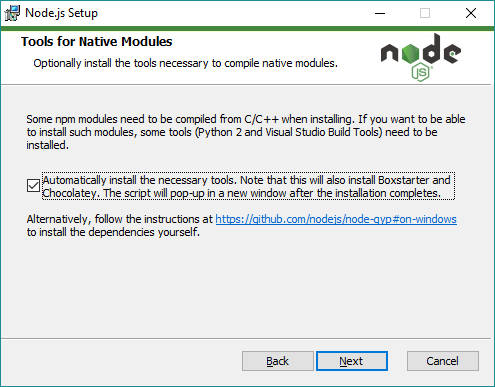 Node.js Setup
Tools for Native Modules
Optionally install the tools necessary to compile native modules.
node
JS
Some npm modules need to be compiled from C/C++ when installing. If you want to be able
to install such modules, some tools (Python 2 and Visual Studio Build Tools) need to be
installed.
Automatically install the necessary tools. Note that this will also install Boxstarter and
Chocolatey. The script will pop-up in a new window after the installation completes.
Alternatively, follow the instructions at https://github.com/nodejs/node-gyp#on-windows
to install the dependencies yourself.
Back
Next
Cancel